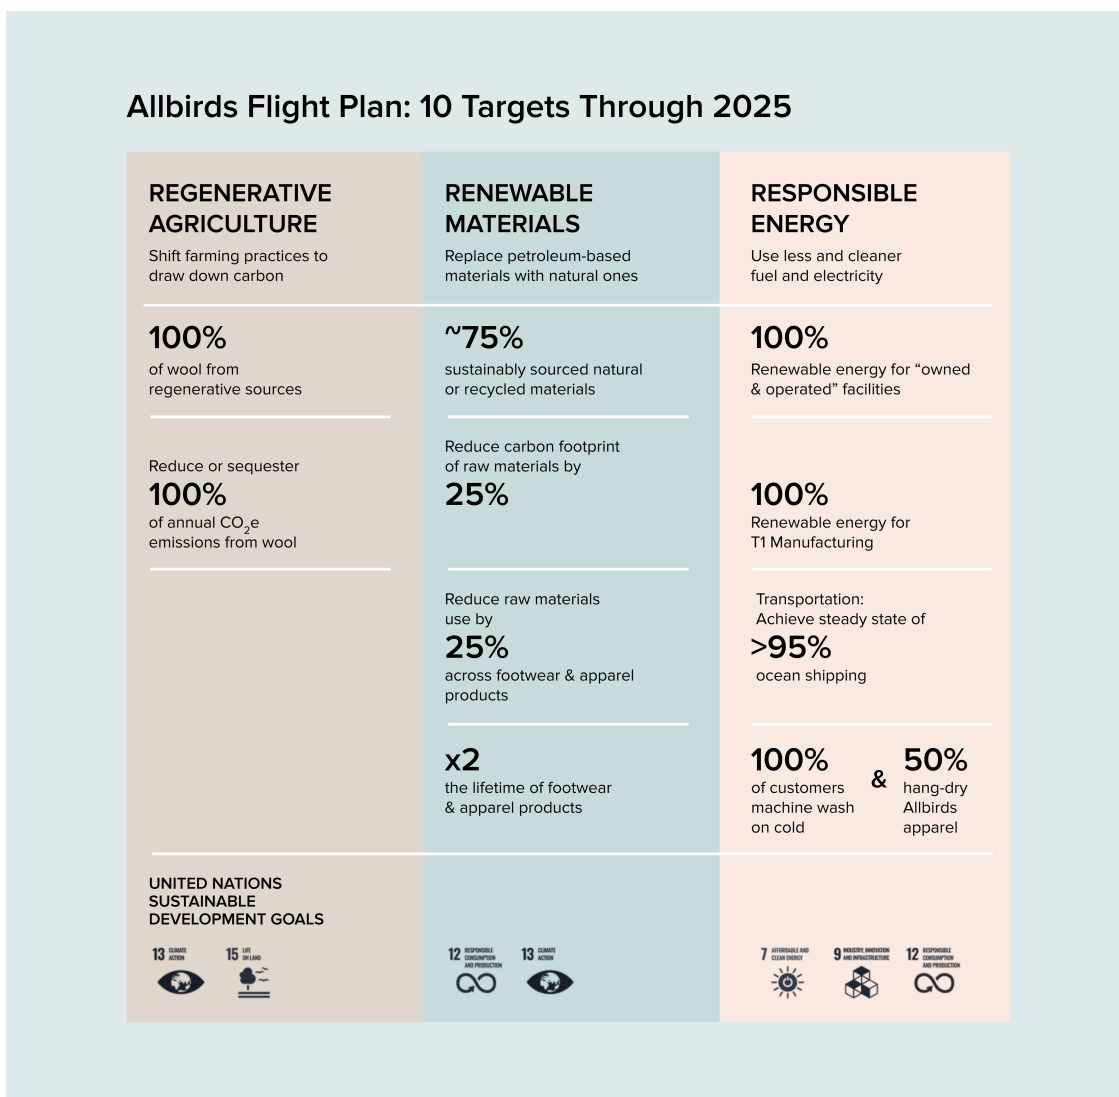 Allbirds Flight Plan: 10 Targets Through 2025
REGENERATIVE
AGRICULTURE
Shift farming practices to
draw down carbon
100%
of wool from
regenerative sources
Reduce or sequester
100%
of annual CO2e
emissions from wool
RENEWABLE
MATERIALS
Replace petroleum-based
materials with natural ones
~75%
sustainably sourced natural
or recycled materials
Reduce carbon footprint
of raw materials by
25%
Reduce raw materials
use by
25%
across footwear & apparel
products
x2
the lifetime of footwear
& apparel products
RESPONSIBLE
ENERGY
Use less and cleaner
fuel and electricity
100%
Renewable energy for “owned
& operated” facilities
100%
Renewable energy for
T1 Manufacturing
Transportation:
Achieve steady state of
>95%
ocean shipping
100%
of customers
machine wash
on cold
&
50%
hang-dry
Allbirds
apparel
UNITED NATIONS
SUSTAINABLE
DEVELOPMENT GOALS
13 CLIMATE
ACTION
15 LIFE
ON LAND
12 RESPONSIBLE
CONSUMPTION
AND PRODUCTION
13 CLIMATE
ACTION
7 AFFORDABLE AND
CLEAN ENERGY
9 INDUSTRY, INNOVATION
AND INFRASTRUCTURE
12 RESPONSIBLE
CONSUMPTION
AND PRODUCTION